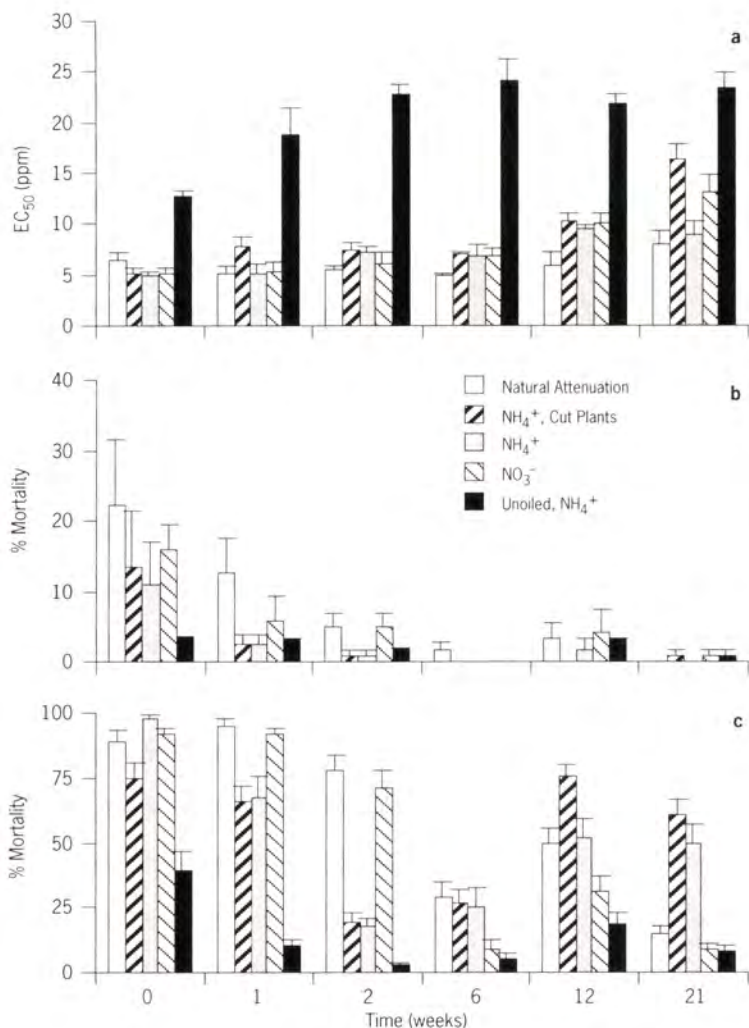 a
EC50 (ppm)
30
25
20
15
10
5
0
b
% Mortality
40
30
20
10
0
Natural Attenuation
NH4+, Cut Plants
NH4+
NO3−
Unoiled, NH4+
c
% Mortality
100
75
50
25
0
0 1 2 6 12 21
Time (weeks)